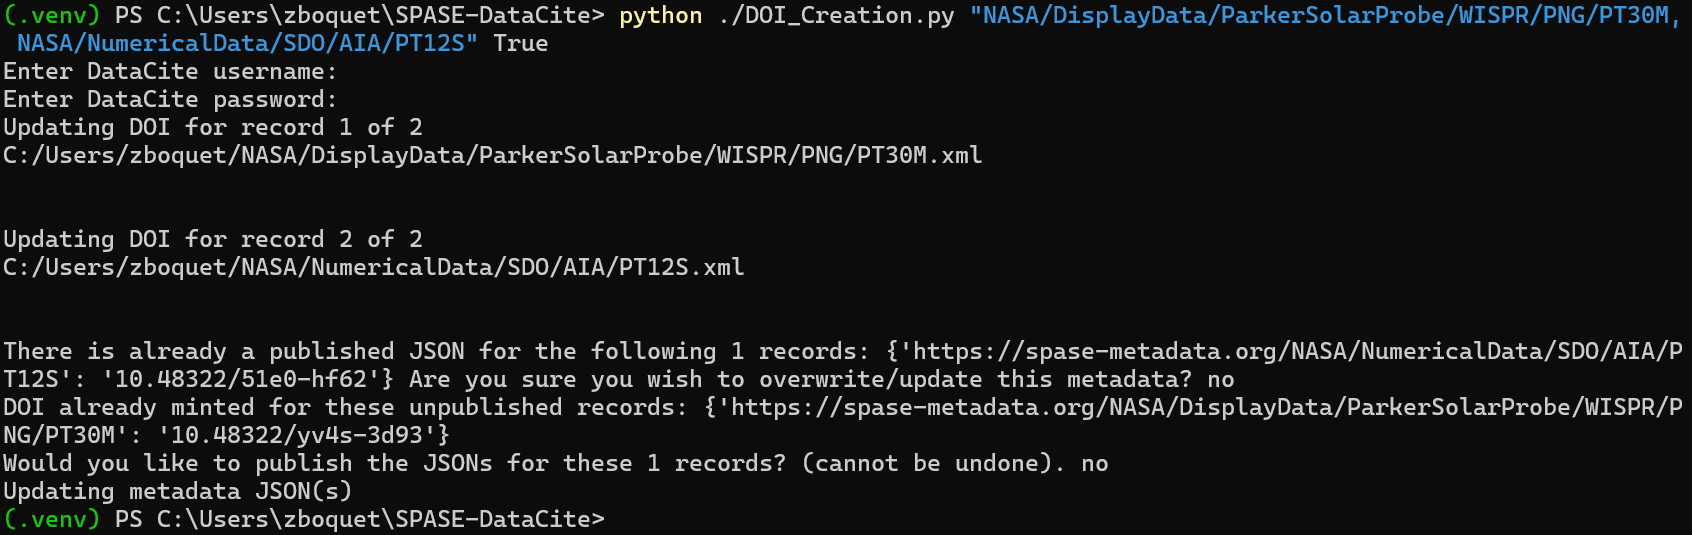 (.venv) PS C:\Users\zboquet\SPASE-DataCite> python ./DOI_Creation.py "NASA/DisplayData/ParkerSolarProbe/WISPR/PNG/PT30M,
 NASA/NumericalData/SDO/AIA/PT12S" True
Enter DataCite username:
Enter DataCite password:
Updating DOI for record 1 of 2
C:/Users/zboquet/NASA/DisplayData/ParkerSolarProbe/WISPR/PNG/PT30M.xml
Updating DOI for record 2 of 2
C:/Users/zboquet/NASA/NumericalData/SDO/AIA/PT12S.xml
There is already a published JSON for the following 1 records: {'https://spase-metadata.org/NASA/NumericalData/SDO/AIA/P
T12S': '10.48322/51e0-hf62'} Are you sure you wish to overwrite/update this metadata? no
DOI already minted for these unpublished records: {'https://spase-metadata.org/NASA/DisplayData/ParkerSolarProbe/WISPR/P
NG/PT30M': '10.48322/yv4s-3d93'}
Would you like to publish the JSONs for these 1 records? (cannot be undone). no
Updating metadata JSON(s)
(.venv) PS C:\Users\zboquet\SPASE-DataCite>